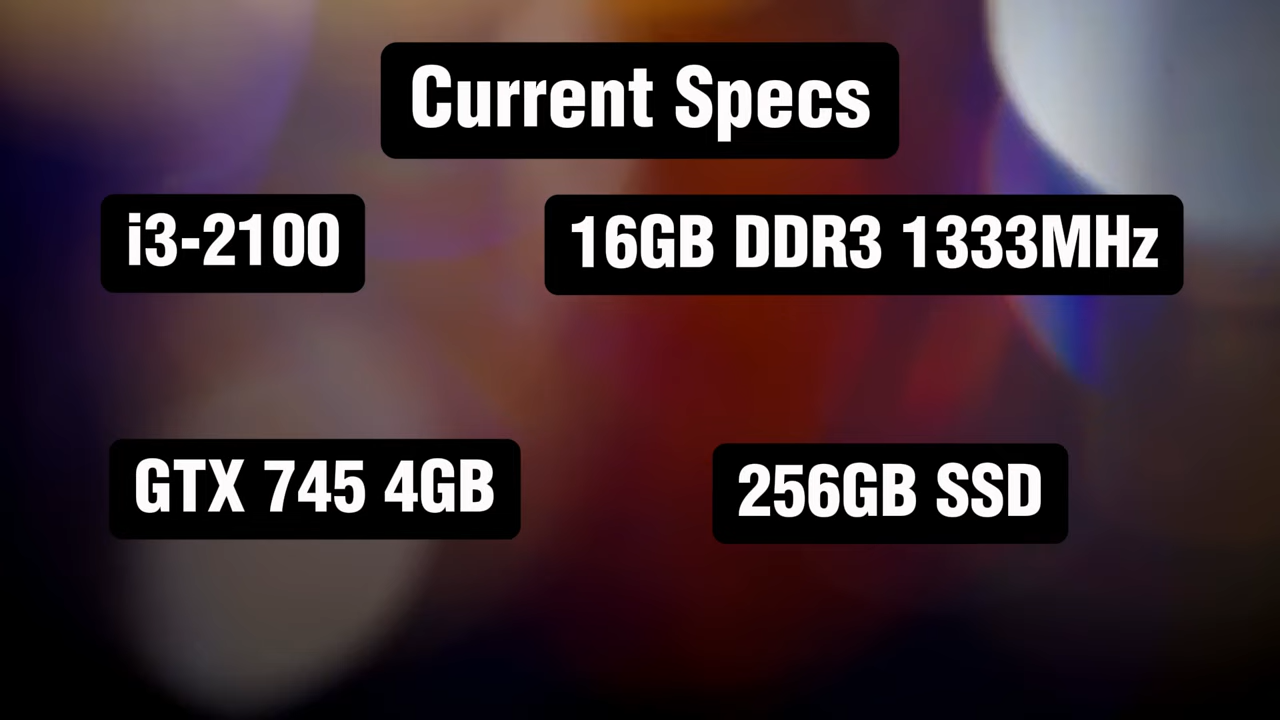 Current Specs
i3-2100
16GB DDR3 1333MHz
GTX 745 4GB
256GB SSD